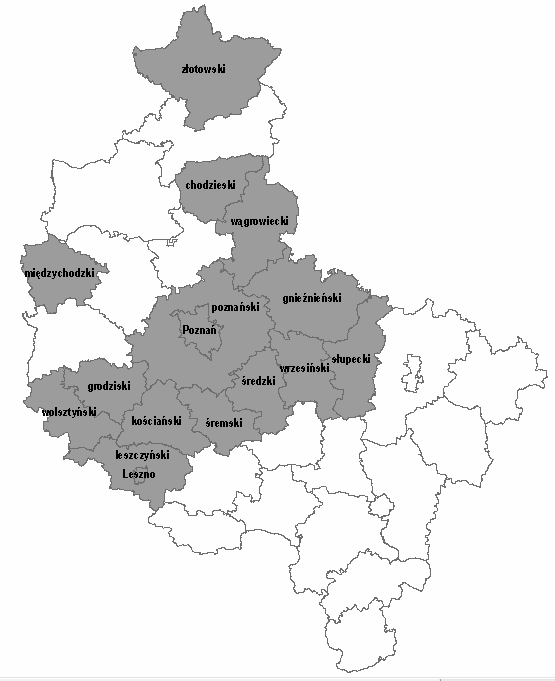 złotowski
chodzieski
wągrowiecki
międzychodzki
gnieźnieński
poznański
Poznań
słupecki
wrzesiński
średzki
grodziski
wolsztyński
kościański
śremski
leszczyński
Leszno